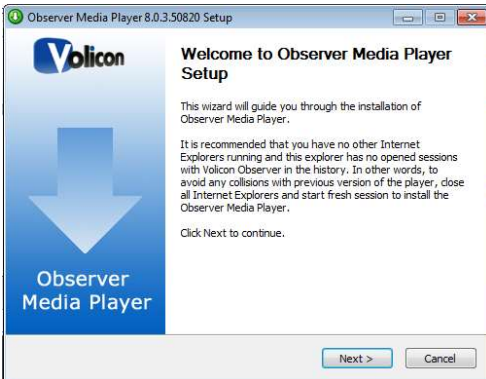 Observer Media Player 8.0.3.50820 Setup
Volicon
Welcome to Observer Media Player
Setup
This wizard will guide you through the installation of
Observer Media Player.
It is recommended that you have no other Internet
Explorers running and this explorer has no opened sessions
with Volicon Observer in the history. In other words, to
avoid any collisions with previous version of the player, close
all Internet Explorers and start fresh session to install the
Observer Media Player.
Click Next to continue.
Observer
Media Player
Next >
Cancel